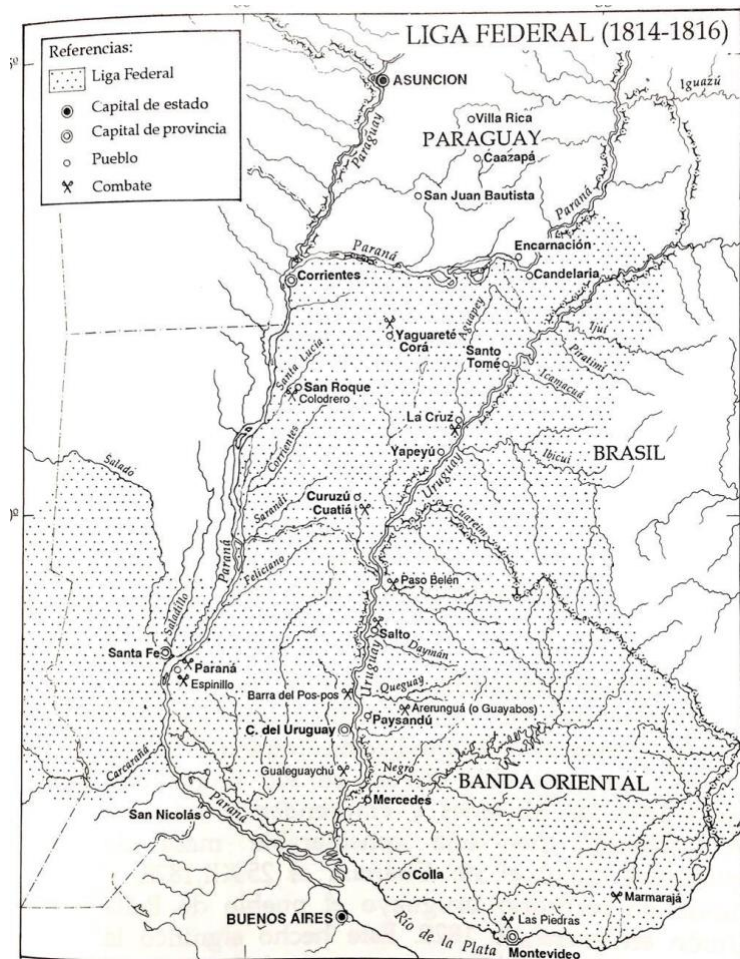 LIGA FEDERAL (1814-1816)
Referencias:
Liga Federal
Capital de estado
Capital de provincia
Pueblo
Combate
ASUNCION
Iguazú
Villa Rica
PARAGUAY
Caazapá
Paraguay
San Juan Bautista
Paraná
Paraná
Encarnación
Corrientes
Candelaria
Aguapey
Yaguareté
Corá
Ijuí
Piratiní
Santo
Tomé
Icamacuá
Santa Lucía
San Roque
Colodrero
La Cruz
Corrientes
Yapeyú
BRASIL
Ibicuí
Salado
Uruguay
Curuzú
Cuatiá
Sarandí
Cuareim
Paraná
Feliciano
Paso Belén
Saladillo
Salto
Santa Fe
Daymán
Paraná
Espinillo
Uruguay
Queguay
Barra del Pos-pos
Arerunguá (o Guayabos)
Paysandú
C. del Uruguay
Carcarañá
Gualeguaychú
Negro
BANDA ORIENTAL
Mercedes
Paraná
San Nicolás
Colla
Marmarajá
BUENOS AIRES
Las Piedras
Río de la Plata
Montevideo